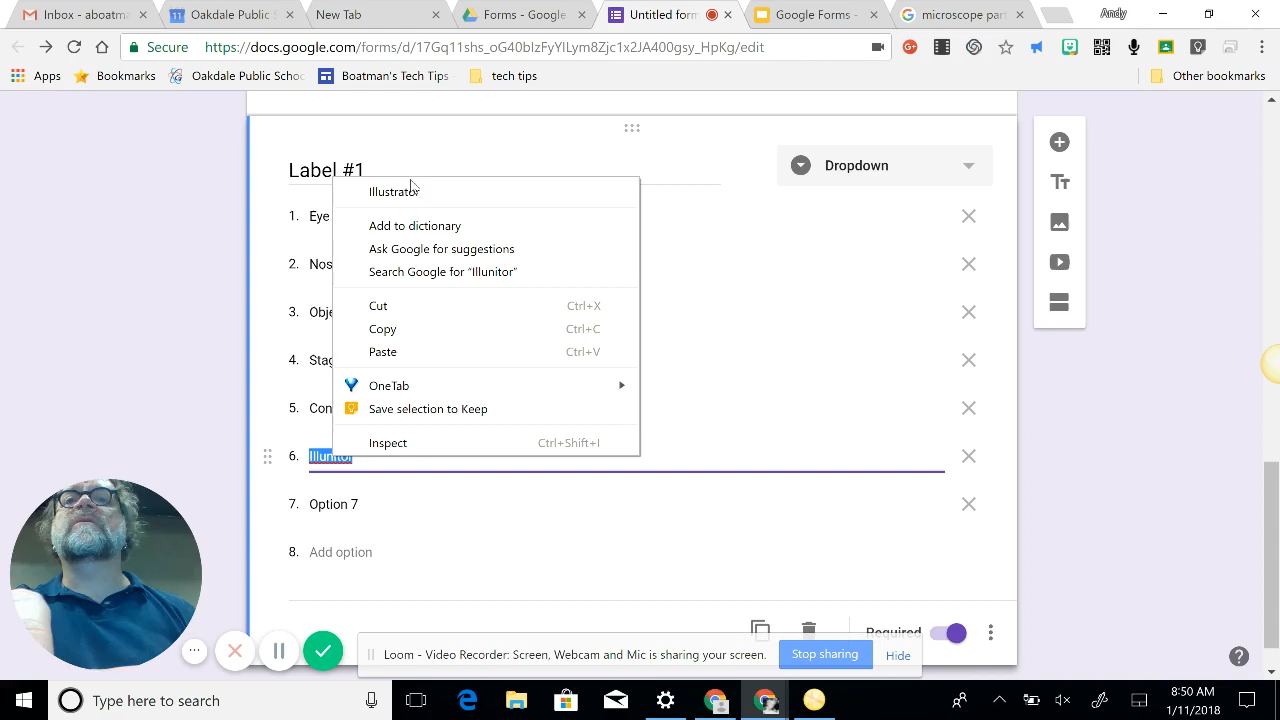 Inbox - aboatma
Oakdale Public S
New Tab
Forms - Google
Untitled form
Google Forms -
microscope part
Andy
Secure
https://docs.google.com/forms/d/17Gq11shs_oG40blzFyYlLym8Zjc1x2JA400gsy_HpKg/edit
Apps
Bookmarks
Oakdale Public Scho
Boatman's Tech Tips
tech tips
Other bookmarks
Label #1
Dropdown
1. Eye
2. Nos
3. Obje
4. Stag
5. Con
6. Illunitor
7. Option 7
8. Add option
Illustrator
Add to dictionary
Ask Google for suggestions
Search Google for “Illunitor”
Cut Ctrl+X
Copy Ctrl+C
Paste Ctrl+V
OneTab
Save selection to Keep
Inspect Ctrl+Shift+I
Required
Loom - Video Recorder: Screen, Webcam and Mic is sharing your screen.
Stop sharing
Hide
Type here to search
8:50 AM
1/11/2018